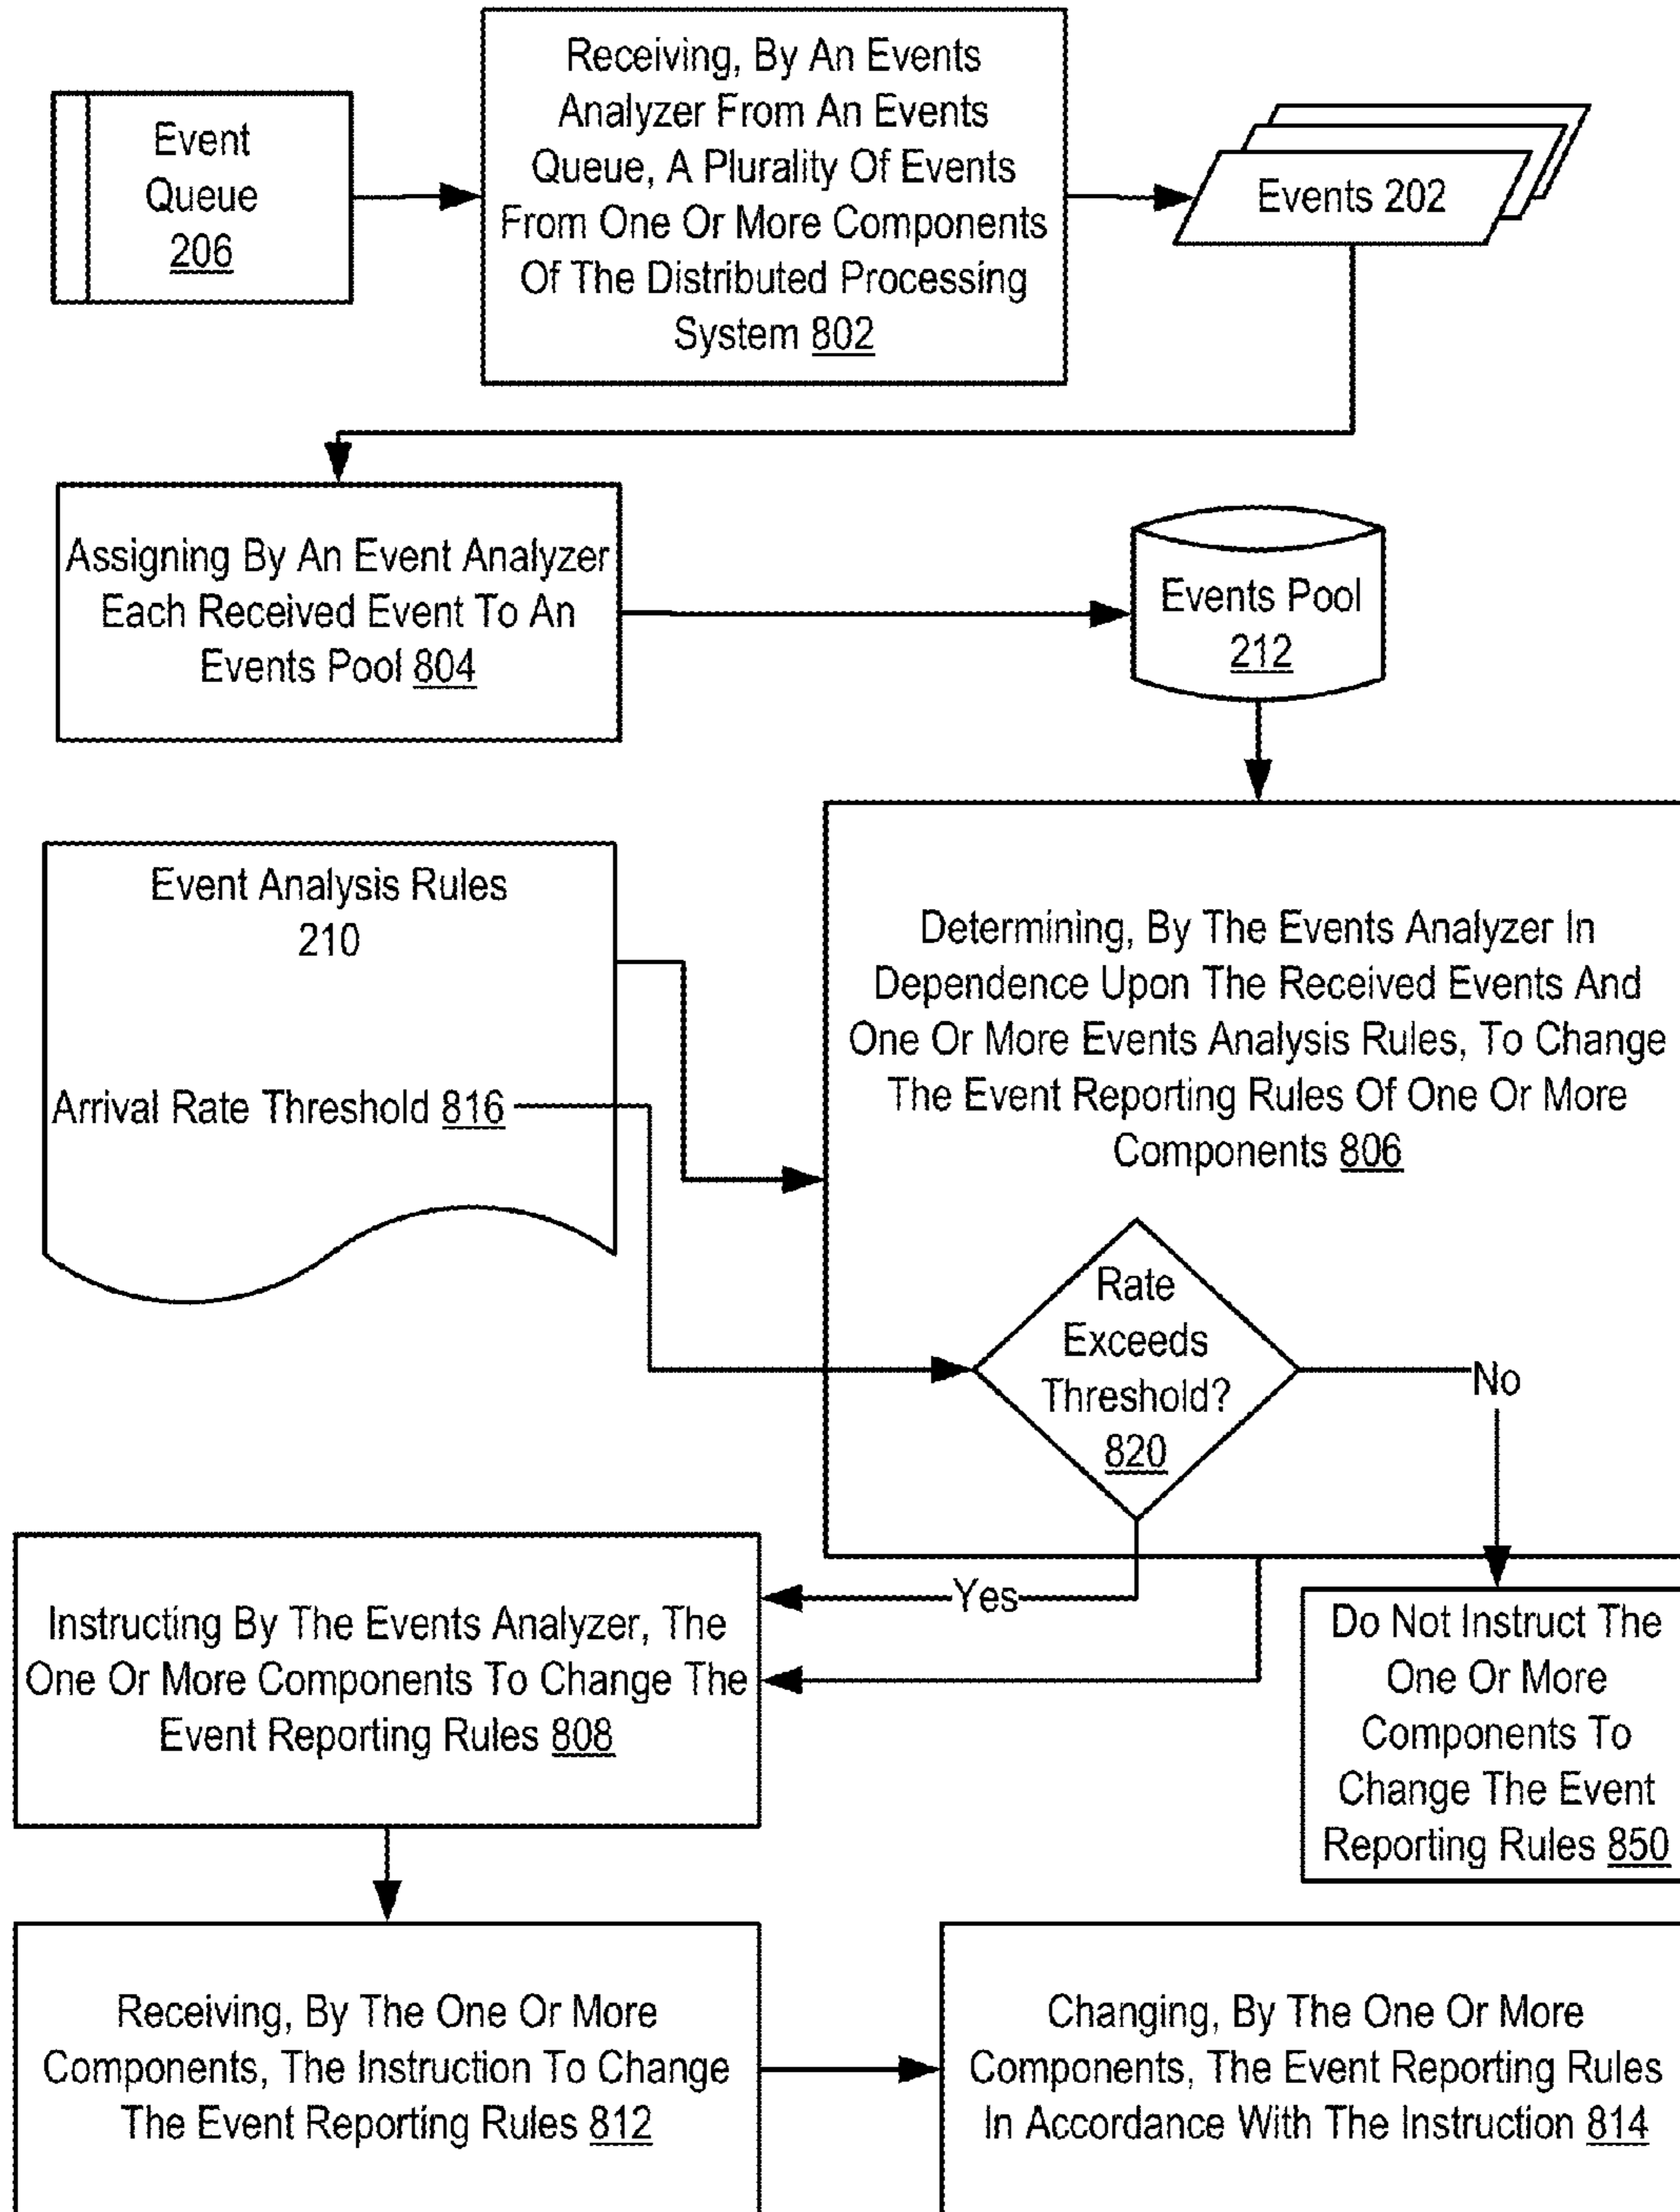 Event
Queue
206
Receiving, By An Events
Analyzer From An Events
Queue, A Plurality Of Events
From One Or More Components
Of The Distributed Processing
System 802
Events 202
Assigning By An Event Analyzer
Each Received Event To An
Events Pool 804
Events Pool
212
Event Analysis Rules
210
Arrival Rate Threshold 816
Determining, By The Events Analyzer In
Dependence Upon The Received Events And
One Or More Events Analysis Rules, To Change
The Event Reporting Rules Of One Or More
Components 806
Rate
Exceeds
Threshold?
820
No
Yes
Instructing By The Events Analyzer, The
One Or More Components To Change The
Event Reporting Rules 808
Do Not Instruct The
One Or More
Components To
Change The Event
Reporting Rules 850
Receiving, By The One Or More
Components, The Instruction To Change
The Event Reporting Rules 812
Changing, By The One Or More
Components, The Event Reporting Rules
In Accordance With The Instruction 814